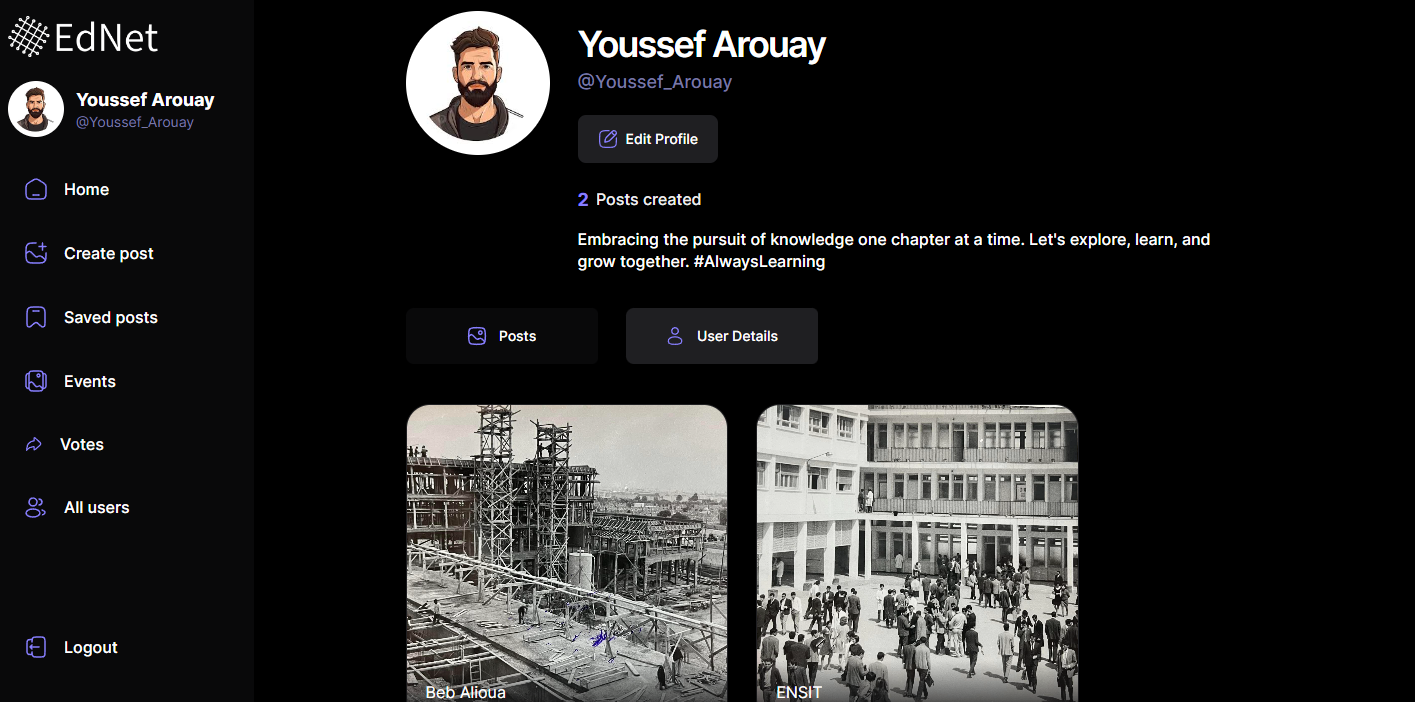 EdNet
Youssef Arouay
@Youssef_Arouay
Home
Create post
Saved posts
Events
Votes
All users
Logout
Youssef Arouay
@Youssef_Arouay
Edit Profile
2 Posts created
Embracing the pursuit of knowledge one chapter at a time. Let's explore, learn, and
grow together. #AlwaysLearning
Posts
User Details
Beb Alioua
ENSIT